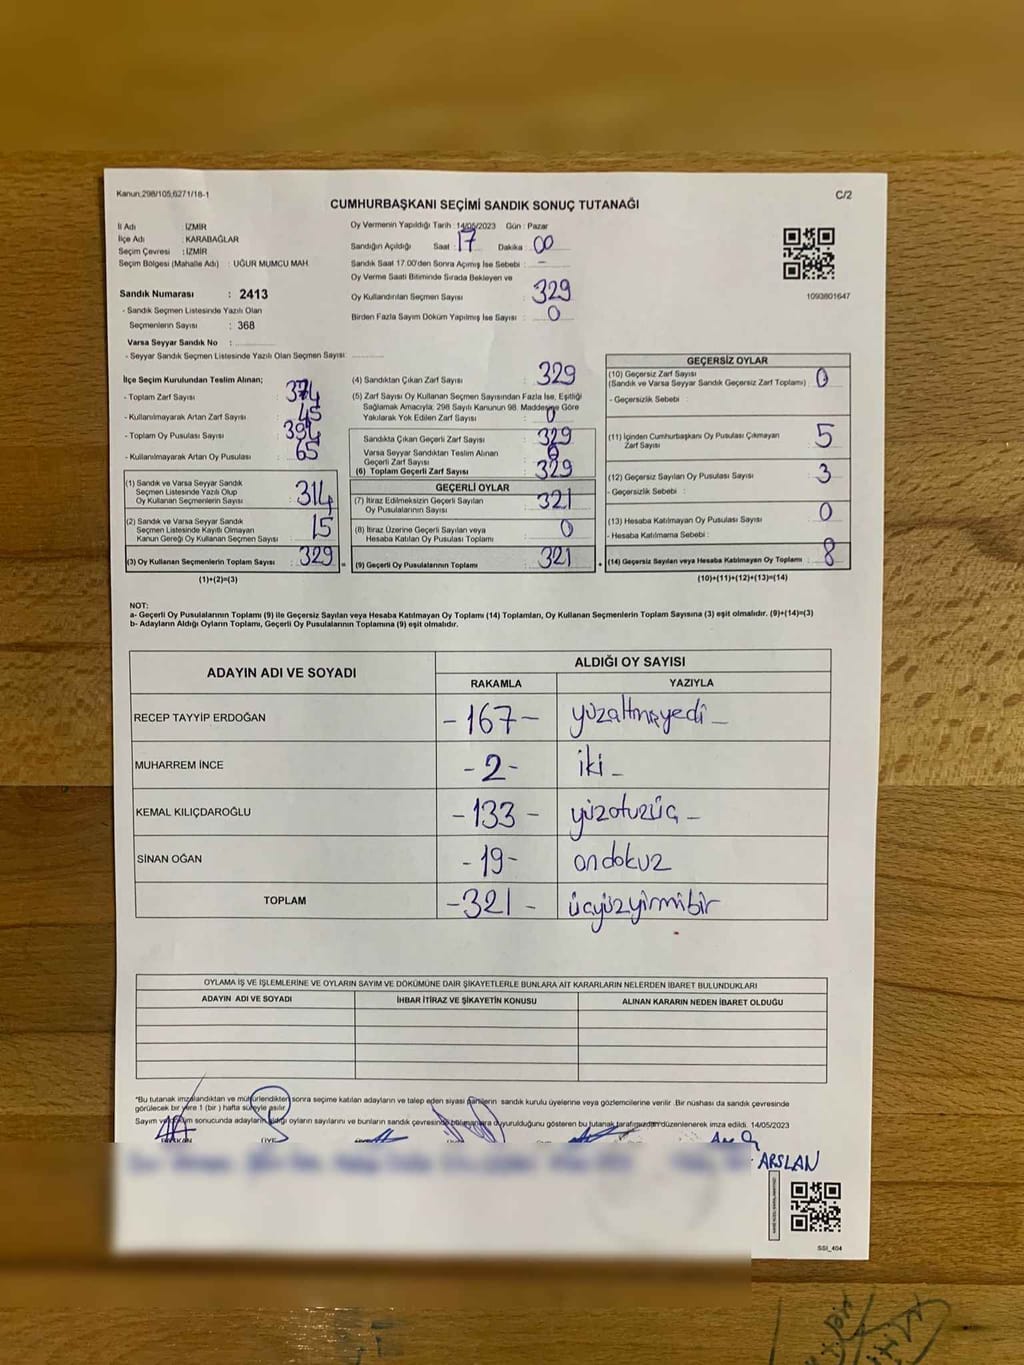 Kanun;298/105,6271/18-1
C/2
CUMHURBAŞKANI SEÇİMİ SANDIK SONUÇ TUTANAĞI
İl Adı : İZMİR
İlçe Adı : KARABAĞLAR
Seçim Çevresi : İZMİR
Seçim Bölgesi (Mahalle Adı) : UĞUR MUMCU MAH.
Sandık Numarası : 2413
- Sandık Seçmen Listesinde Yazılı Olan
Seçmenlerin Sayısı : 368
Varsa Seyyar Sandık No :
- Seyyar Sandık Seçmen Listesinde Yazılı Olan Seçmen Sayısı:
Oy Vermenin Yapıldığı Tarih : 14/05/2023 Gün : Pazar
Sandığın Açıldığı Saat : 17 Dakika : 00
Sandık Saat 17.00'den Sonra Açılmış İse Sebebi : -
Oy Verme Saati Bitiminde Sırada Bekleyen ve
Oy Kullandırılan Seçmen Sayısı : 329
Birden Fazla Sayım Döküm Yapılmış İse Sayısı : 0
1093801647
İlçe Seçim Kurulundan Teslim Alınan;
- Toplam Zarf Sayısı : 374
- Kullanılmayarak Artan Zarf Sayısı : 45
- Toplam Oy Pusulası Sayısı : 394
- Kullanılmayarak Artan Oy Pusulası : 65
(1) Sandık ve Varsa Seyyar Sandık
Seçmen Listesinde Yazılı Olup
Oy Kullanan Seçmenlerin Sayısı : 314
(2) Sandık ve Varsa Seyyar Sandık
Seçmen Listesinde Kayıtlı Olmayan
Kanun Gereği Oy Kullanan Seçmen Sayısı : 15
(3) Oy Kullanan Seçmenlerin Toplam Sayısı : 329
(1)+(2)=(3)
(4) Sandıktan Çıkan Zarf Sayısı : 329
(5) Zarf Sayısı Oy Kullanan Seçmen Sayısından Fazla İse, Eşitliği
Sağlamak Amacıyla; 298 Sayılı Kanunun 98. Maddesine Göre
Yakılarak Yok Edilen Zarf Sayısı : 0
Sandıkta Çıkan Geçerli Zarf Sayısı : 329
Varsa Seyyar Sandıktan Teslim Alınan
Geçerli Zarf Sayısı : 0
(6) Toplam Geçerli Zarf Sayısı : 329
GEÇERLİ OYLAR
(7) İtiraz Edilmeksizin Geçerli Sayılan
Oy Pusulalarının Sayısı : 321
(8) İtiraz Üzerine Geçerli Sayılan veya
Hesaba Katılan Oy Pusulası Toplamı : 0
= (9) Geçerli Oy Pusulalarının Toplamı : 321 +
GEÇERSİZ OYLAR
(10) Geçersiz Zarf Sayısı
(Sandık ve Varsa Seyyar Sandık Geçersiz Zarf Toplamı) : 0
- Geçersizlik Sebebi :
(11) İçinden Cumhurbaşkanı Oy Pusulası Çıkmayan
Zarf Sayısı : 5
(12) Geçersiz Sayılan Oy Pusulası Sayısı : 3
- Geçersizlik Sebebi :
(13) Hesaba Katılmayan Oy Pusulası Sayısı : 0
- Hesaba Katılmama Sebebi :
(14) Geçersiz Sayılan veya Hesaba Katılmayan Oy Toplamı : 8
(10)+(11)+(12)+(13)=(14)
NOT:
a- Geçerli Oy Pusulalarının Toplamı (9) ile Geçersiz Sayılan veya Hesaba Katılmayan Oy Toplamı (14) Toplamları, Oy Kullanan Seçmenlerin Toplam Sayısına (3) eşit olmalıdır. (9)+(14)=(3)
b- Adayların Aldığı Oyların Toplamı, Geçerli Oy Pusulalarının Toplamına (9) eşit olmalıdır.
ADAYIN ADI VE SOYADI
ALDIĞI OY SAYISI
RAKAMLA YAZIYLA
RECEP TAYYİP ERDOĞAN -167- yüzaltmışyedi_
MUHARREM İNCE -2- iki_
KEMAL KILIÇDAROĞLU -133- yüzotuzüç_
SİNAN OĞAN -19- ondokuz
TOPLAM -321- üçyüzyirmibir
OYLAMA İŞ VE İŞLEMLERİNE VE OYLARIN SAYIM VE DÖKÜMÜNE DAİR ŞİKAYETLERLE BUNLARA AİT KARARLARIN NELERDEN İBARET BULUNDUKLARI
ADAYIN ADI VE SOYADI İHBAR İTİRAZ VE ŞİKAYETİN KONUSU ALINAN KARARIN NEDEN İBARET OLDUĞU
*Bu tutanak imzalandıktan ve mühürlendikten sonra seçime katılan adayların ve talep eden siyasi partilerin sandık kurulu üyelerine veya gözlemcilerine verilir. Bir nüshası da sandık çevresinde
görülecek bir yere 1 (bir) hafta süreyle asılır.
Sayım ve döküm sonucunda adayların aldığı oyların sayılarını ve bunların sandık çevresinde duyurulduğunu gösteren bu tutanak tarafımızdan düzenlenerek imza edildi. 14/05/2023
BAŞKAN ÜYE
ARSLAN
SSI_404